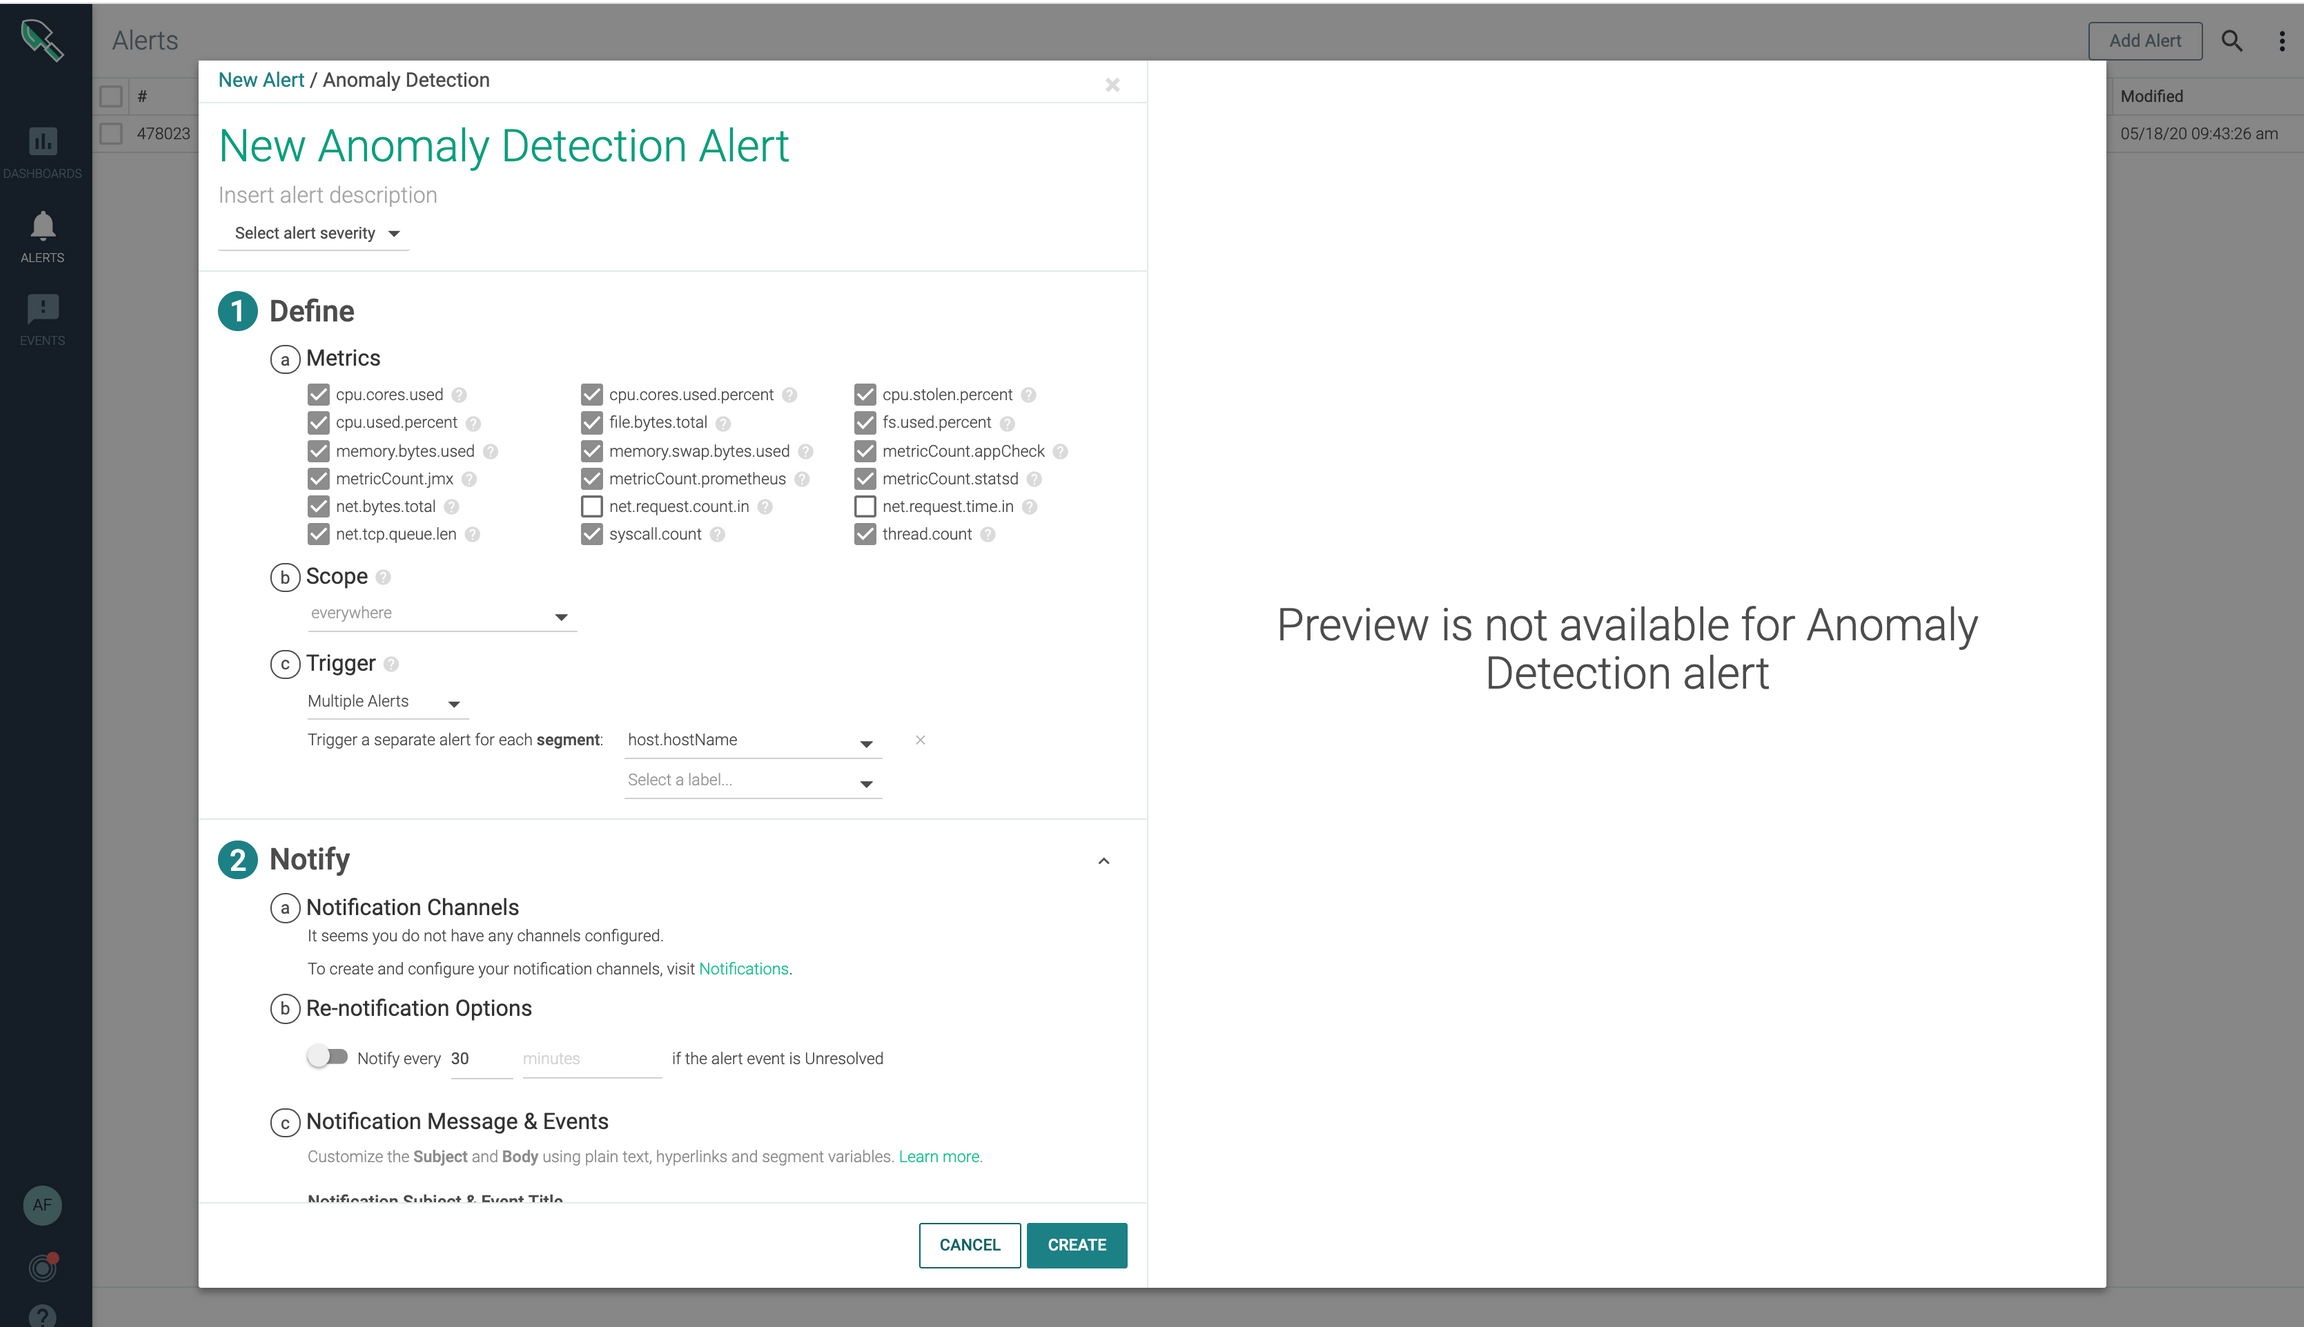 Alerts
Add Alert
DASHBOARDS
ALERTS
EVENTS
AF
?
#
Modified
478023
05/18/20 09:43:26 am
New Alert / Anomaly Detection
New Anomaly Detection Alert
Insert alert description
Select alert severity
1 Define
a Metrics
cpu.cores.used ? cpu.cores.used.percent ? cpu.stolen.percent ?
cpu.used.percent ? file.bytes.total ? fs.used.percent ?
memory.bytes.used ? memory.swap.bytes.used ? metricCount.appCheck ?
metricCount.jmx ? metricCount.prometheus ? metricCount.statsd ?
net.bytes.total ? net.request.count.in ? net.request.time.in ?
net.tcp.queue.len ? syscall.count ? thread.count ?
b Scope ?
everywhere
c Trigger ?
Multiple Alerts
Trigger a separate alert for each segment: host.hostName
Select a label...
2 Notify
a Notification Channels
It seems you do not have any channels configured.
To create and configure your notification channels, visit Notifications.
b Re-notification Options
Notify every 30 minutes if the alert event is Unresolved
c Notification Message & Events
Customize the Subject and Body using plain text, hyperlinks and segment variables. Learn more.
Notification Subject & Event Title
CANCEL
CREATE
Preview is not available for Anomaly
Detection alert